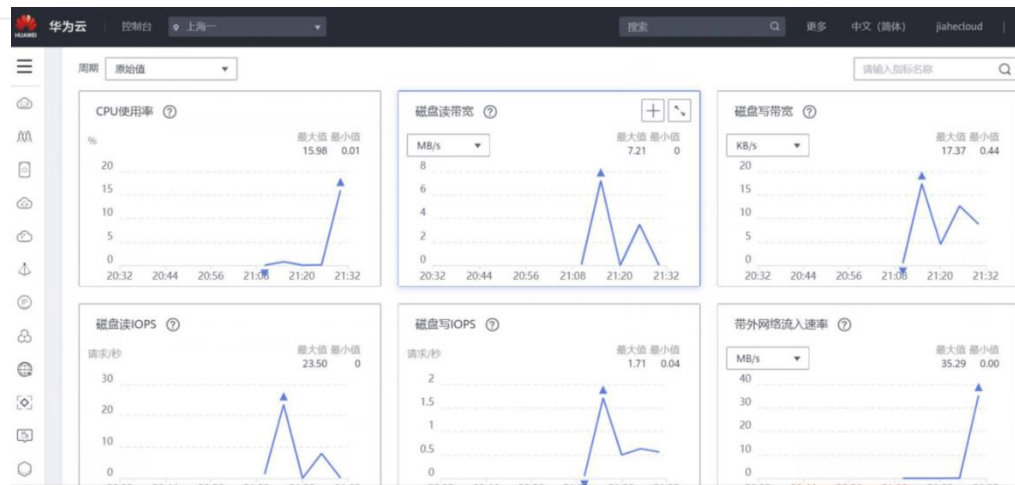 HUAWEI 华为云 控制台 上海一 搜索 更多 中文 (简体) jiahecloud
周期 原始值 请输入指标名称
CPU使用率 ?
%
最大值 最小值
15.98 0.01
20
15
10
5
0
20:32 20:44 20:56 21:08 21:20 21:32
磁盘读带宽 ?
MB/s
最大值 最小值
7.21 0
8
6
4
2
0
20:32 20:44 20:56 21:08 21:20 21:32
磁盘写带宽 ?
KB/s
最大值 最小值
17.37 0.44
20
15
10
5
0
20:32 20:44 20:56 21:08 21:20 21:32
磁盘读IOPS ?
请求/秒
最大值 最小值
23.50 0
30
20
10
0
磁盘写IOPS ?
请求/秒
最大值 最小值
1.71 0.04
2
1.5
1
0.5
0
带外网络流入速率 ?
MB/s
最大值 最小值
35.29 0.00
40
30
20
10
0